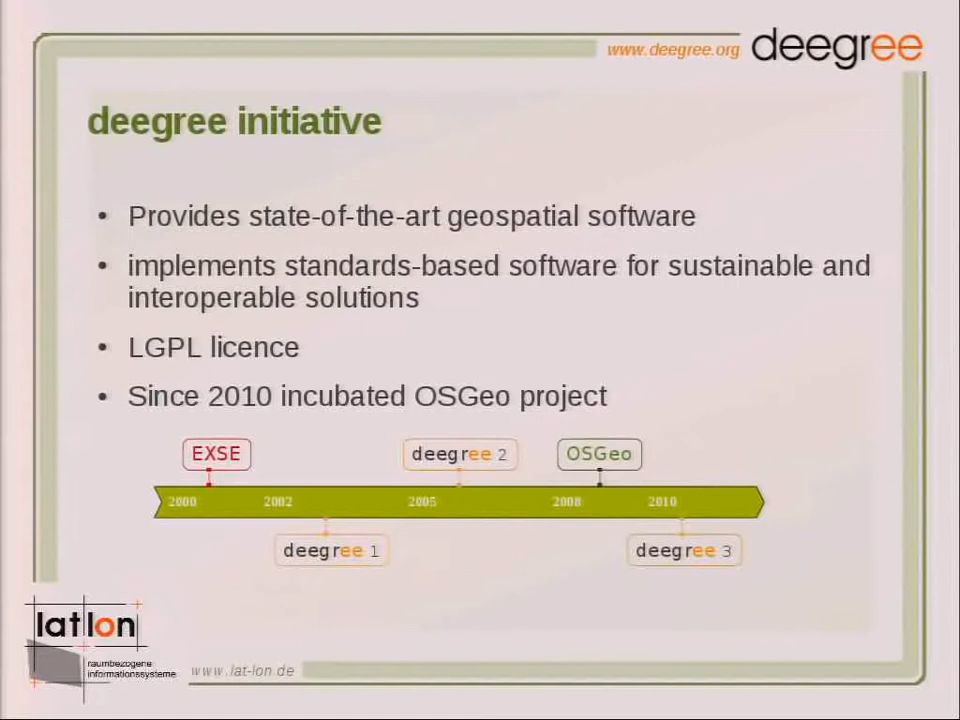 www.deegree.org deegree
deegree initiative
• Provides state-of-the-art geospatial software
• implements standards-based software for sustainable and
interoperable solutions
• LGPL licence
• Since 2010 incubated OSGeo project
EXSE deegree 2 OSGeo
2000 2002 2005 2008 2010
deegree 1 deegree 3
lat lon
raumbezogene
informationssysteme
www.lat-lon.de